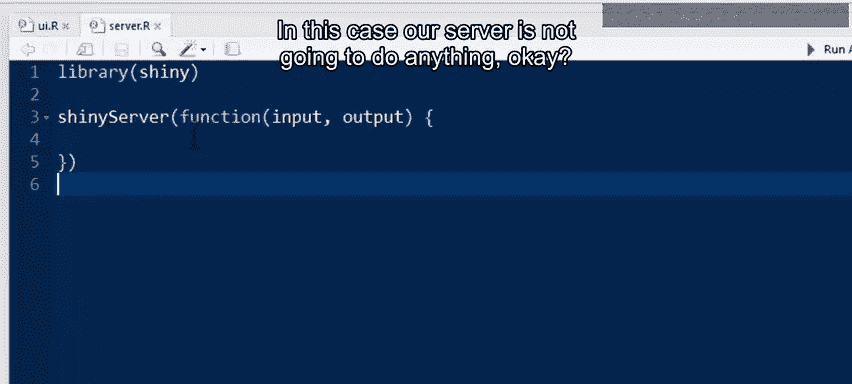 ui.R × server.R ×
In this case our server is not
going to do anything, okay?
Run A
1 library(shiny)
2
3 shinyServer(function(input, output) {
4
5 })
6